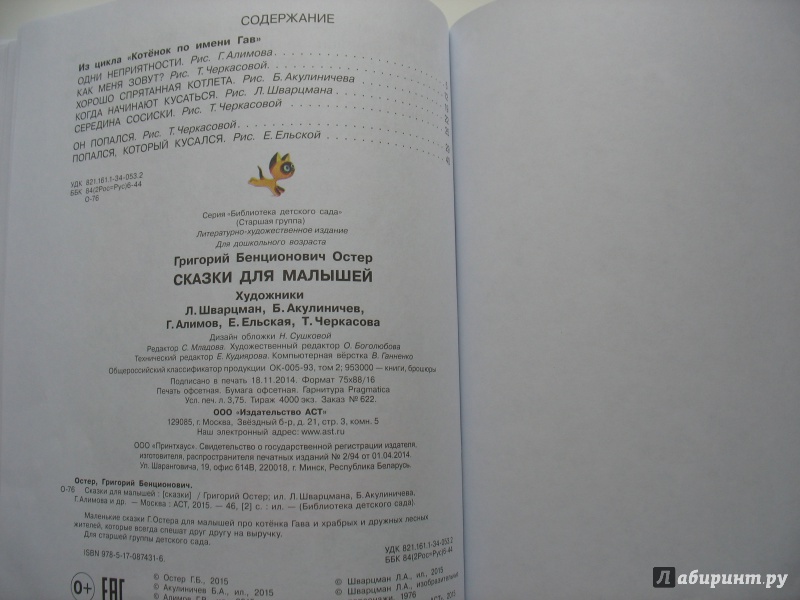 СОДЕРЖАНИЕ
Из цикла «Котёнок по имени Гав»
ОДНИ НЕПРИЯТНОСТИ. Рис. Г. Алимова
КАК МЕНЯ ЗОВУТ? Рис. Т. Черкасовой
ХОРОШО СПРЯТАННАЯ КОТЛЕТА. Рис. Б. Акулиничева
КОГДА НАЧИНАЮТ КУСАТЬСЯ. Рис. Л. Шварцмана
СЕРЕДИНА СОСИСКИ. Рис. Т. Черкасовой
ОН ПОПАЛСЯ. Рис. Т. Черкасовой
ПОПАЛСЯ, КОТОРЫЙ КУСАЛСЯ. Рис. Е. Ельской
УДК 821.161.1-34-053.2
ББК 84(2Рос=Рус)6-44
О-76
Серия «Библиотека детского сада»
(Старшая группа)
Литературно-художественное издание
Для дошкольного возраста
Григорий Бенционович Остер
СКАЗКИ ДЛЯ МАЛЫШЕЙ
Художники
Л. Шварцман, Б. Акулиничев,
Г. Алимов, Е. Ельская, Т. Черкасова
Дизайн обложки Н. Сушковой
Редактор С. Младова. Художественный редактор О. Боголюбова
Технический редактор Е. Кудиярова. Компьютерная вёрстка В. Ганненко
Общероссийский классификатор продукции ОК-005-93, том 2; 953000 — книги, брошюры
Подписано в печать 18.11.2014. Формат 75х88/16
Печать офсетная. Бумага офсетная. Гарнитура Pragmatica
Усл. печ л. 3,75. Тираж 4000 экз. Заказ № 622.
ООО «Издательство АСТ»
129085, г. Москва, Звёздный б-р, д. 21, стр. 3, комн. 5
Наш электронный адрес: www.ast.ru
ООО «Принтхаус». Свидетельство о государственной регистрации издателя,
изготовителя, распространителя печатных изданий № 2/94 от 01.04.2014.
Ул. Шаранговича, 19, офис 614В, 220018, г. Минск, Республика Беларусь
Остер, Григорий Бенционович.
О-76 Сказки для малышей : [сказки] / Григорий Остер; ил. Л. Шварцмана, Б. Акулиничева,
Г. Алимова и др. — Москва : АСТ, 2015. — 46, [2] с. : ил. — (Библиотека детского сада).
Маленькие сказки Г. Остера для малышей про котёнка Гава и храбрых и дружных лесных
жителей, которые всегда спешат друг другу на выручку.
Для старшей группы детского сада.
УДК 821.161.1-34-053.2
ББК 84(2Рос=Рус)6-44
ISBN 978-5-17-087431-6.
0+ EAC
© Остер Г.Б., 2015
© Акулиничев Б.А., ил., 2015
© Шварцман Л.А., ил., 2015
© Шварцман Л.А., изобразительный
1976
Лабиринт.ру